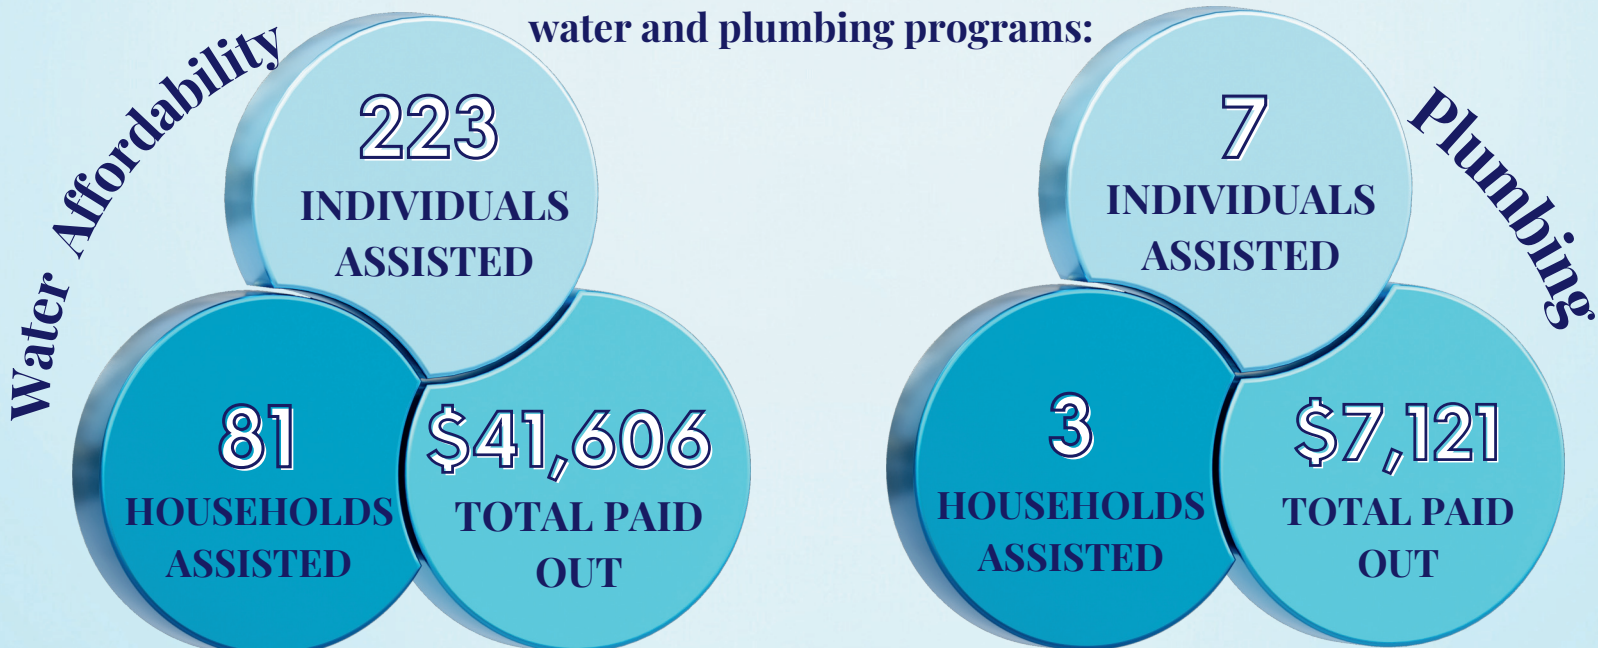 water and plumbing programs:
Water Affordability
223
INDIVIDUALS
ASSISTED
81
HOUSEHOLDS
ASSISTED
$41,606
TOTAL PAID
OUT
Plumbing
7
INDIVIDUALS
ASSISTED
3
HOUSEHOLDS
ASSISTED
$7,121
TOTAL PAID
OUT